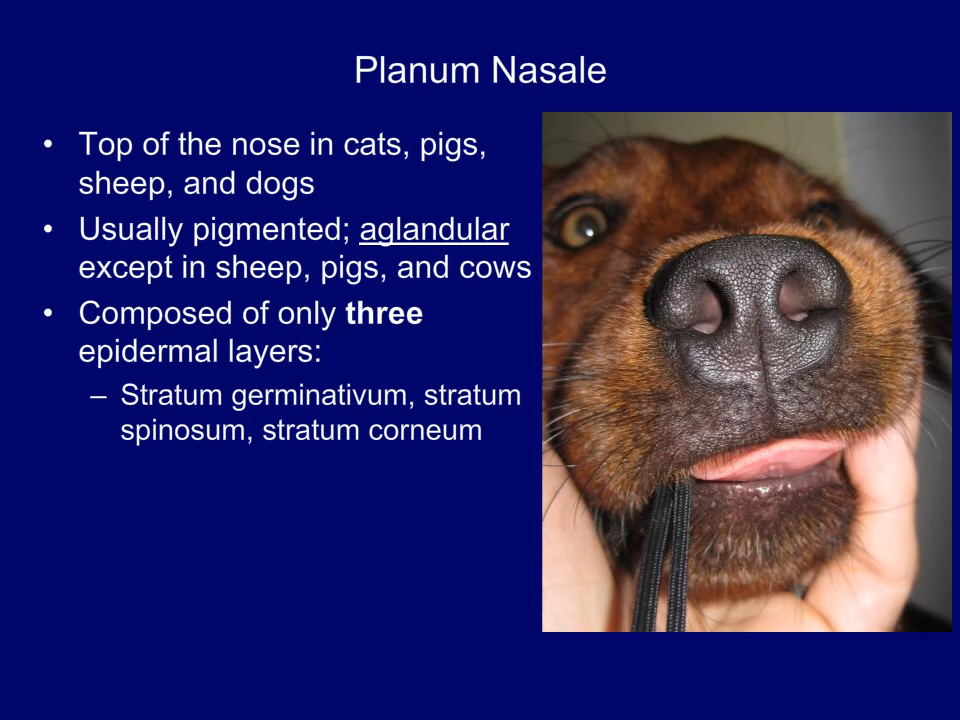 Planum Nasale
• Top of the nose in cats, pigs,
sheep, and dogs
• Usually pigmented; aglandular
except in sheep, pigs, and cows
• Composed of only three
epidermal layers:
– Stratum germinativum, stratum
spinosum, stratum corneum